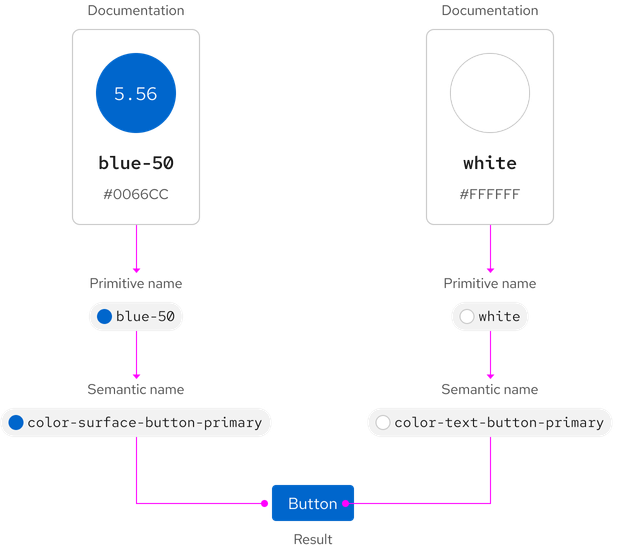 Documentation
5.56
blue-50
#0066CC
Primitive name
blue-50
Semantic name
color-surface-button-primary
Documentation
white
#FFFFFF
Primitive name
white
Semantic name
color-text-button-primary
Button
Result